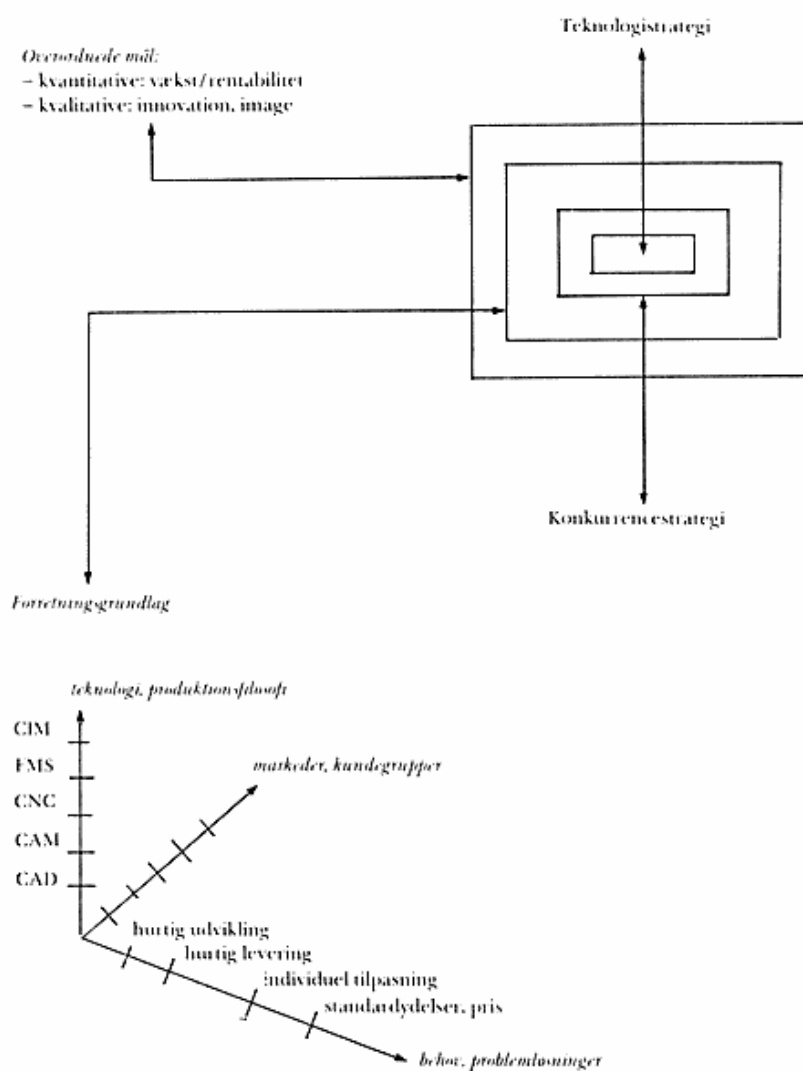 Teknologistrategi
Overordnede mål:
– kvantitative: vækst/rentabilitet
– kvalitative: innovation, image
Konkurrencestrategi
Forretningsgrundlag
teknologi, produktionsfilosofi
CIM
FMS
markeder, kundegrupper
CNC
CAM
CAD
hurtig udvikling
hurtig levering
individuel tilpasning
standardydelser, pris
behov, problemløsninger